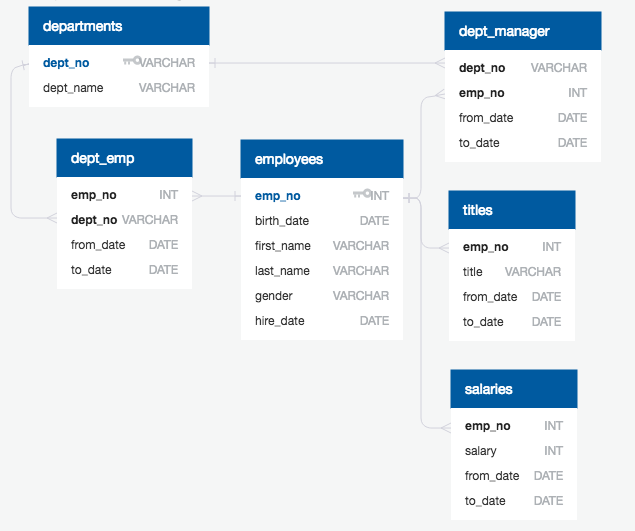 departments
dept_no VARCHAR
dept_name VARCHAR
dept_manager
dept_no VARCHAR
emp_no INT
from_date DATE
to_date DATE
dept_emp
emp_no INT
dept_no VARCHAR
from_date DATE
to_date DATE
employees
emp_no INT
birth_date DATE
first_name VARCHAR
last_name VARCHAR
gender VARCHAR
hire_date DATE
titles
emp_no INT
title VARCHAR
from_date DATE
to_date DATE
salaries
emp_no INT
salary INT
from_date DATE
to_date DATE